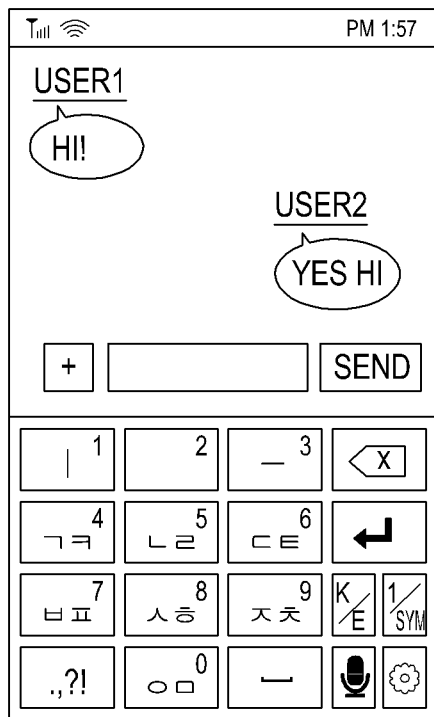 PM 1:57
USER1
HI!
USER2
YES HI
+ SEND
ㅣ 1 2 ㅡ 3 X
ㄱㅋ 4 ㄴㄹ 5 ㄷㅌ 6
ㅂㅍ 7 ㅅㅎ 8 ㅈㅊ 9 K/E 1/SYM
.,?! ㅇㅁ 0